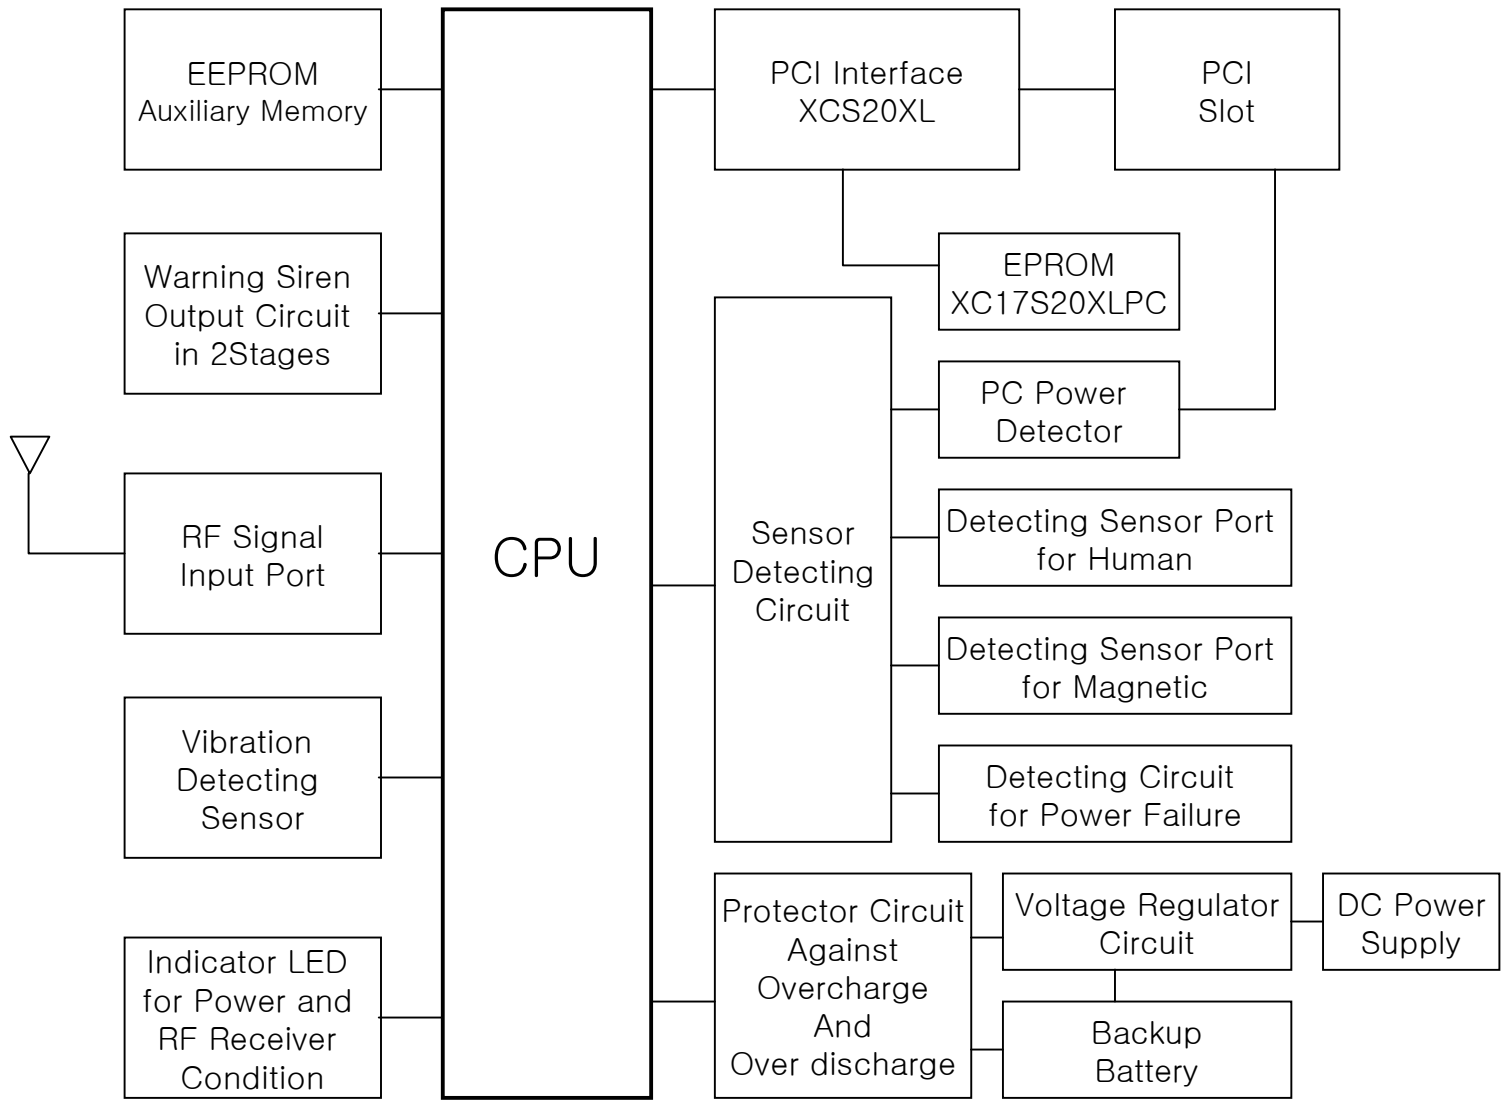 EEPROM
Auxiliary Memory
Warning Siren
Output Circuit
in 2Stages
RF Signal
Input Port
Vibration
Detecting
Sensor
Indicator LED
for Power and
RF Receiver
Condition
CPU
PCI Interface
XCS20XL
PCI
Slot
EPROM
XC17S20XLPC
PC Power
Detector
Sensor
Detecting
Circuit
Detecting Sensor Port
for Human
Detecting Sensor Port
for Magnetic
Detecting Circuit
for Power Failure
Protector Circuit
Against
Overcharge
And
Over discharge
Voltage Regulator
Circuit
DC Power
Supply
Backup
Battery